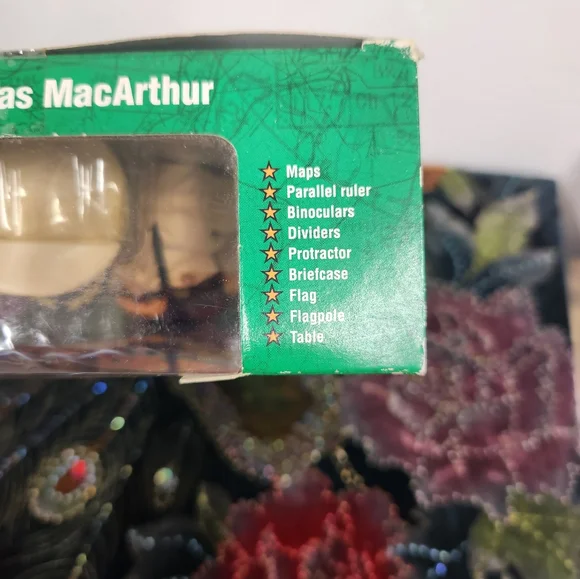 as MacArthur
Maps
Parallel ruler
Binoculars
Dividers
Protractor
Briefcase
Flag
Flagpole
Table